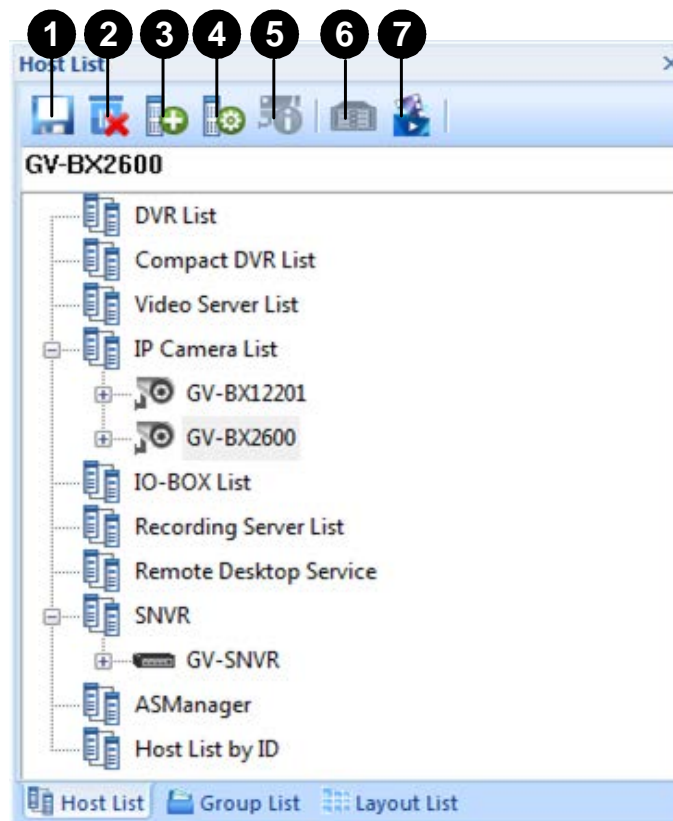 1 2 3 4 5 6 7
Host List
GV-BX2600
DVR List
Compact DVR List
Video Server List
IP Camera List
GV-BX12201
GV-BX2600
IO-BOX List
Recording Server List
Remote Desktop Service
SNVR
GV-SNVR
ASManager
Host List by ID
Host List Group List Layout List